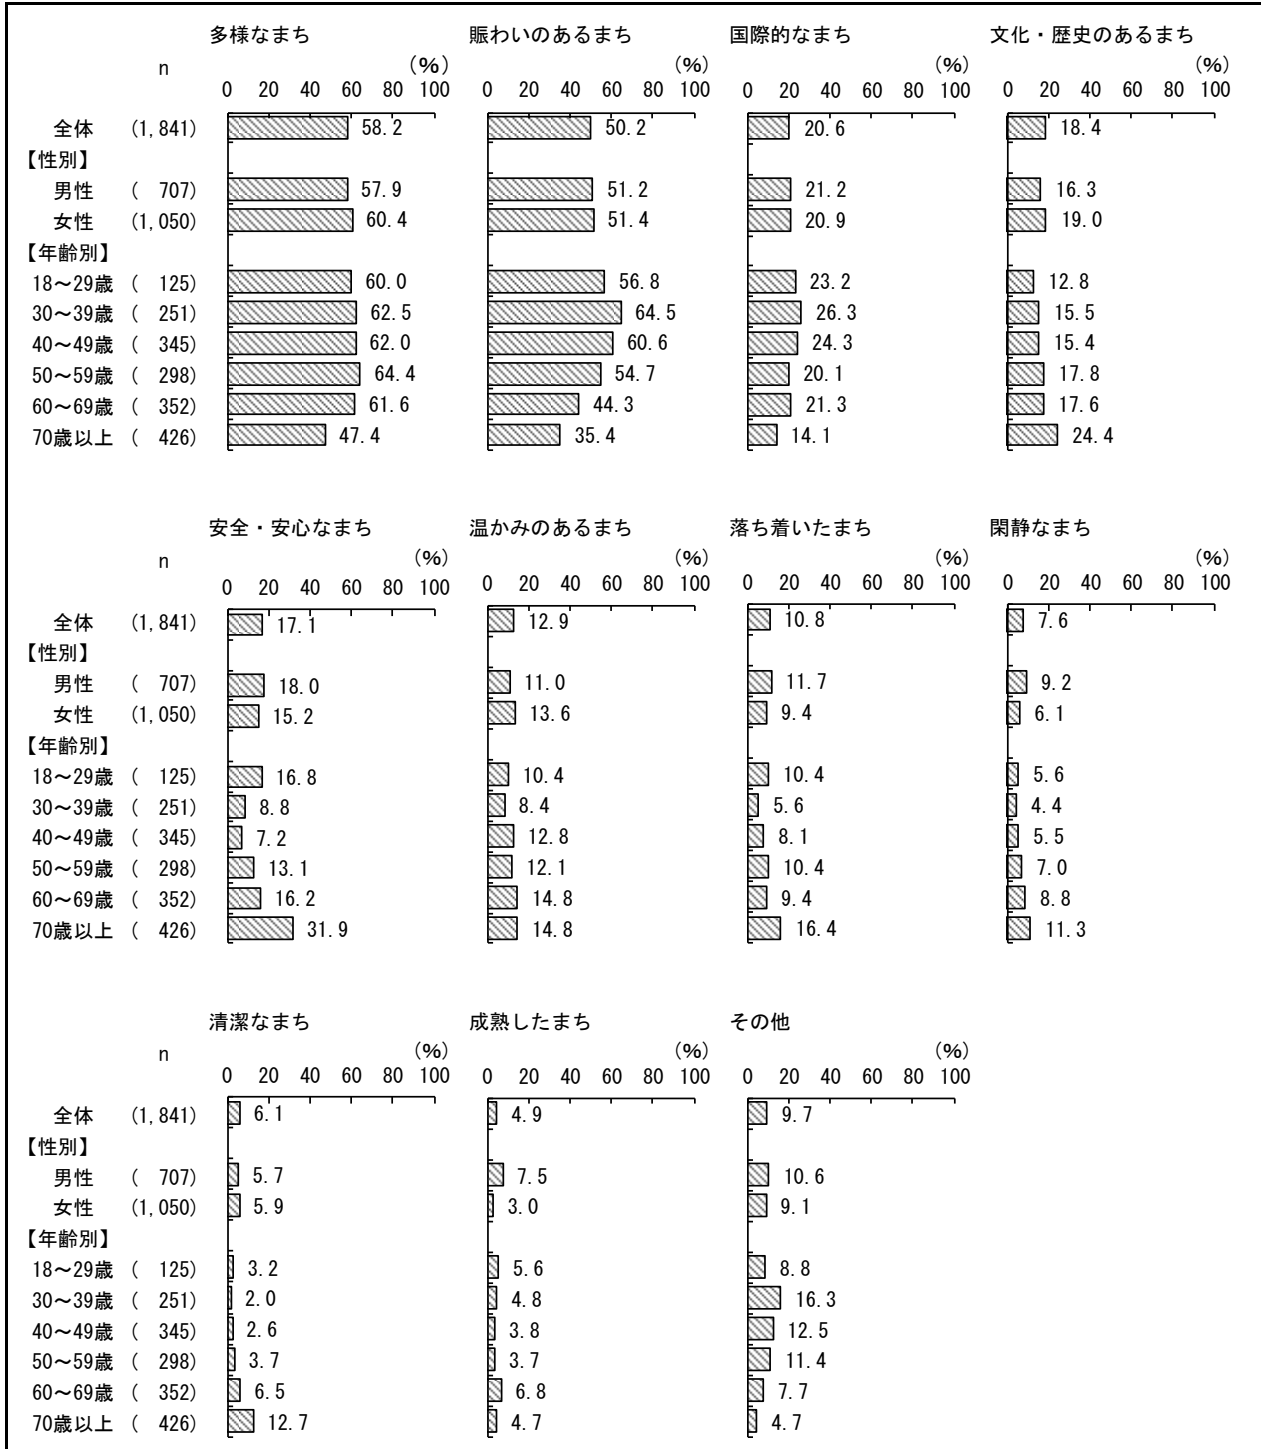 多様なまち 賑わいのあるまち 国際的なまち 文化・歴史のあるまち
n (%) (%) (%) (%)
0 20 40 60 80 100 0 20 40 60 80 100 0 20 40 60 80 100 0 20 40 60 80 100
全体 (1,841) 58.2 50.2 20.6 18.4
【性別】
男性 ( 707) 57.9 51.2 21.2 16.3
女性 (1,050) 60.4 51.4 20.9 19.0
【年齢別】
18～29歳 ( 125) 60.0 56.8 23.2 12.8
30～39歳 ( 251) 62.5 64.5 26.3 15.5
40～49歳 ( 345) 62.0 60.6 24.3 15.4
50～59歳 ( 298) 64.4 54.7 20.1 17.8
60～69歳 ( 352) 61.6 44.3 21.3 17.6
70歳以上 ( 426) 47.4 35.4 14.1 24.4
安全・安心なまち 温かみのあるまち 落ち着いたまち 閑静なまち
n (%) (%) (%) (%)
0 20 40 60 80 100 0 20 40 60 80 100 0 20 40 60 80 100 0 20 40 60 80 100
全体 (1,841) 17.1 12.9 10.8 7.6
【性別】
男性 ( 707) 18.0 11.0 11.7 9.2
女性 (1,050) 15.2 13.6 9.4 6.1
【年齢別】
18～29歳 ( 125) 16.8 10.4 10.4 5.6
30～39歳 ( 251) 8.8 8.4 5.6 4.4
40～49歳 ( 345) 7.2 12.8 8.1 5.5
50～59歳 ( 298) 13.1 12.1 10.4 7.0
60～69歳 ( 352) 16.2 14.8 9.4 8.8
70歳以上 ( 426) 31.9 14.8 16.4 11.3
清潔なまち 成熟したまち その他
n (%) (%) (%)
0 20 40 60 80 100 0 20 40 60 80 100 0 20 40 60 80 100
全体 (1,841) 6.1 4.9 9.7
【性別】
男性 ( 707) 5.7 7.5 10.6
女性 (1,050) 5.9 3.0 9.1
【年齢別】
18～29歳 ( 125) 3.2 5.6 8.8
30～39歳 ( 251) 2.0 4.8 16.3
40～49歳 ( 345) 2.6 3.8 12.5
50～59歳 ( 298) 3.7 3.7 11.4
60～69歳 ( 352) 6.5 6.8 7.7
70歳以上 ( 426) 12.7 4.7 4.7